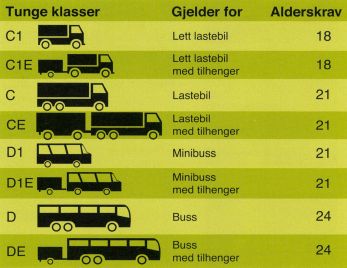 Tunge klasser Gjelder for Alderskrav
C1 Lett lastebil 18
C1E Lett lastebil
med tilhenger 18
C Lastebil 21
CE Lastebil
med tilhenger 21
D1 Minibuss 21
D1E Minibuss
med tilhenger 21
D Buss 24
DE Buss
med tilhenger 24